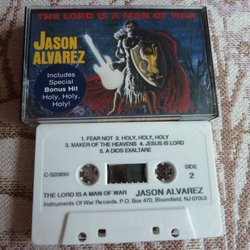 THE LORD IS A MAN OF WAR
JASON
ALVAREZ
Includes
Special
Bonus Hit
Holy, Holy,
Holy!
C-520890
1. FEAR NOT 2. HOLY, HOLY, HOLY
3. MAKER OF THE HEAVENS 4. JESUS IS LORD
5. A DIOS EXALTARE
SIDE
2
THE LORD IS A MAN OF WAR JASON ALVAREZ
Instruments Of War Records, P.O. Box 470, Bloomfield, NJ 07003